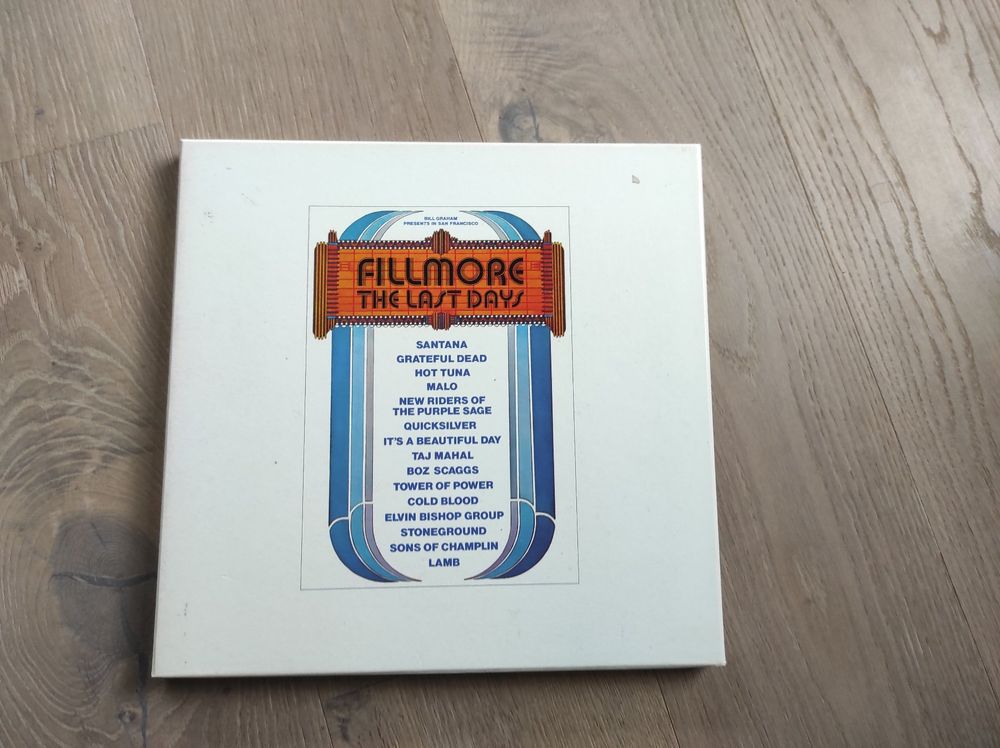 BILL GRAHAM
PRESENTS IN SAN FRANCISCO
FILLMORE
THE LAST DAYS
SANTANA
GRATEFUL DEAD
HOT TUNA
MALO
NEW RIDERS OF
THE PURPLE SAGE
QUICKSILVER
IT'S A BEAUTIFUL DAY
TAJ MAHAL
BOZ SCAGGS
TOWER OF POWER
COLD BLOOD
ELVIN BISHOP GROUP
STONEGROUND
SONS OF CHAMPLIN
LAMB